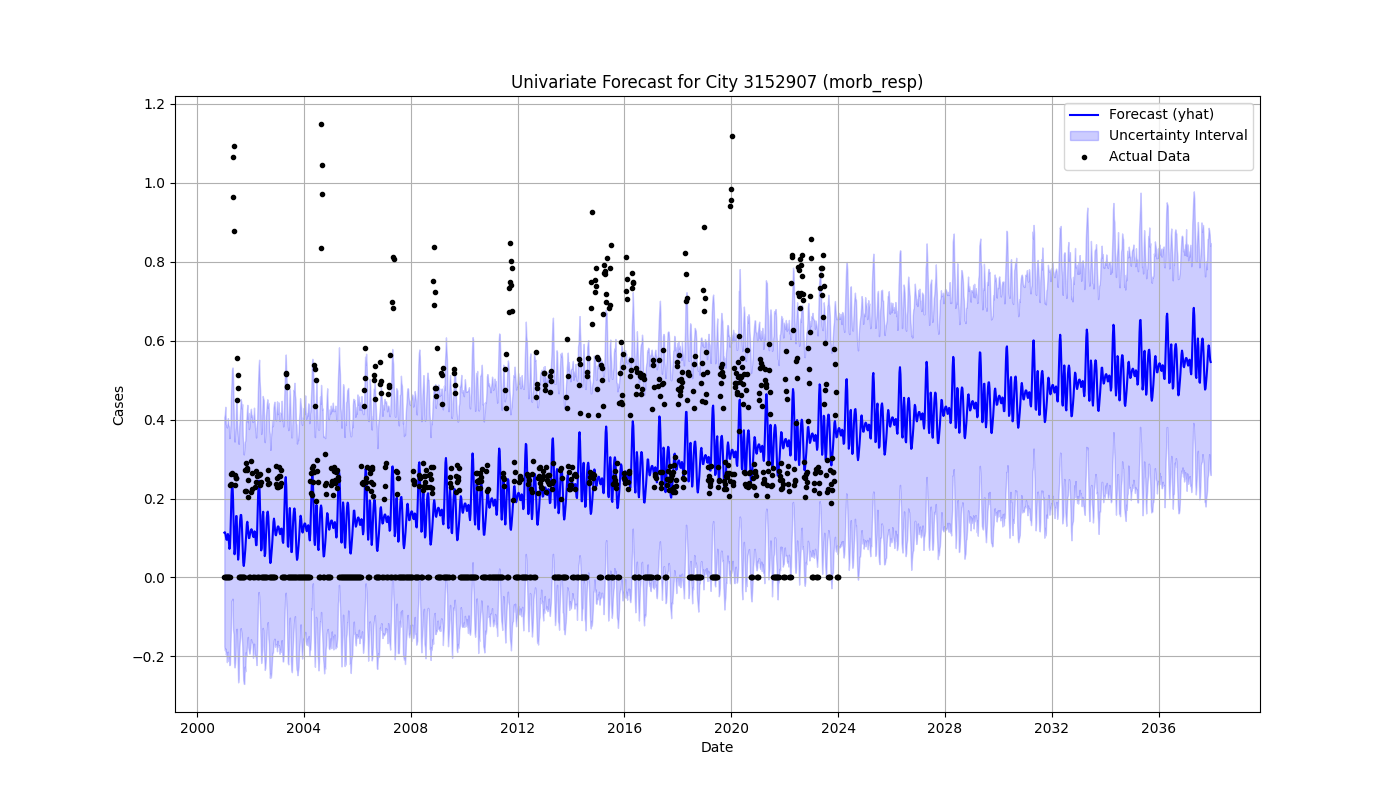 Univariate Forecast for City 3152907 (morb_resp)
Forecast (yhat)
Uncertainty Interval
Actual Data
Cases
1.2
1.0
0.8
0.6
0.4
0.2
0.0
−0.2
2000 2004 2008 2012 2016 2020 2024 2028 2032 2036
Date